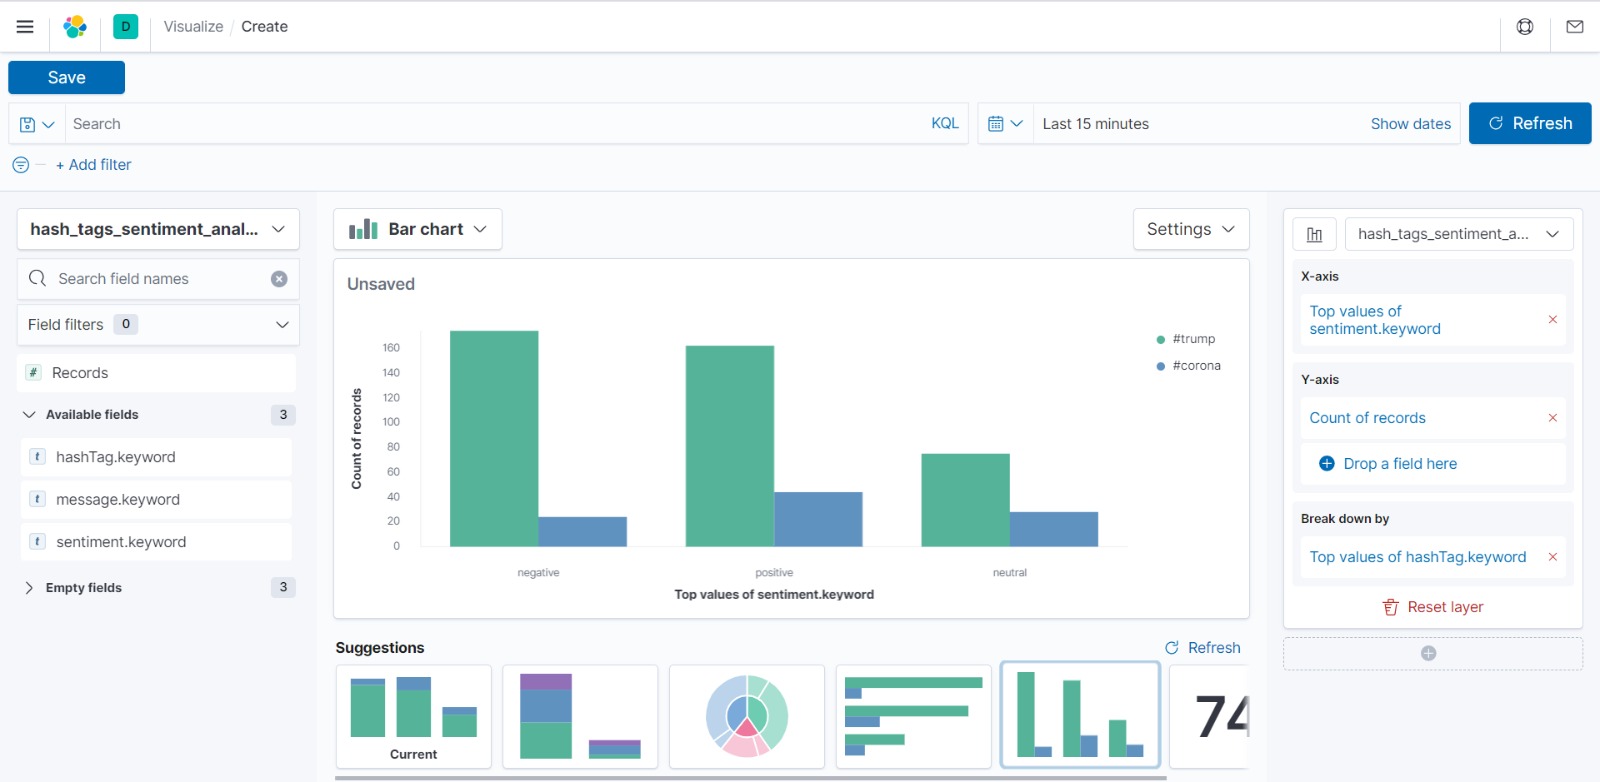 D
Visualize / Create
Save
Search
KQL
Last 15 minutes
Show dates
Refresh
+ Add filter
hash_tags_sentiment_anal...
Search field names
Field filters 0
# Records
Available fields 3
t hashTag.keyword
t message.keyword
t sentiment.keyword
Empty fields 3
Bar chart
Settings
Unsaved
Count of records
160
140
120
100
80
60
40
20
0
negative
positive
neutral
Top values of sentiment.keyword
#trump
#corona
Suggestions
Refresh
Current
74
hash_tags_sentiment_a...
X-axis
Top values of
sentiment.keyword
Y-axis
Count of records
Drop a field here
Break down by
Top values of hashTag.keyword
Reset layer